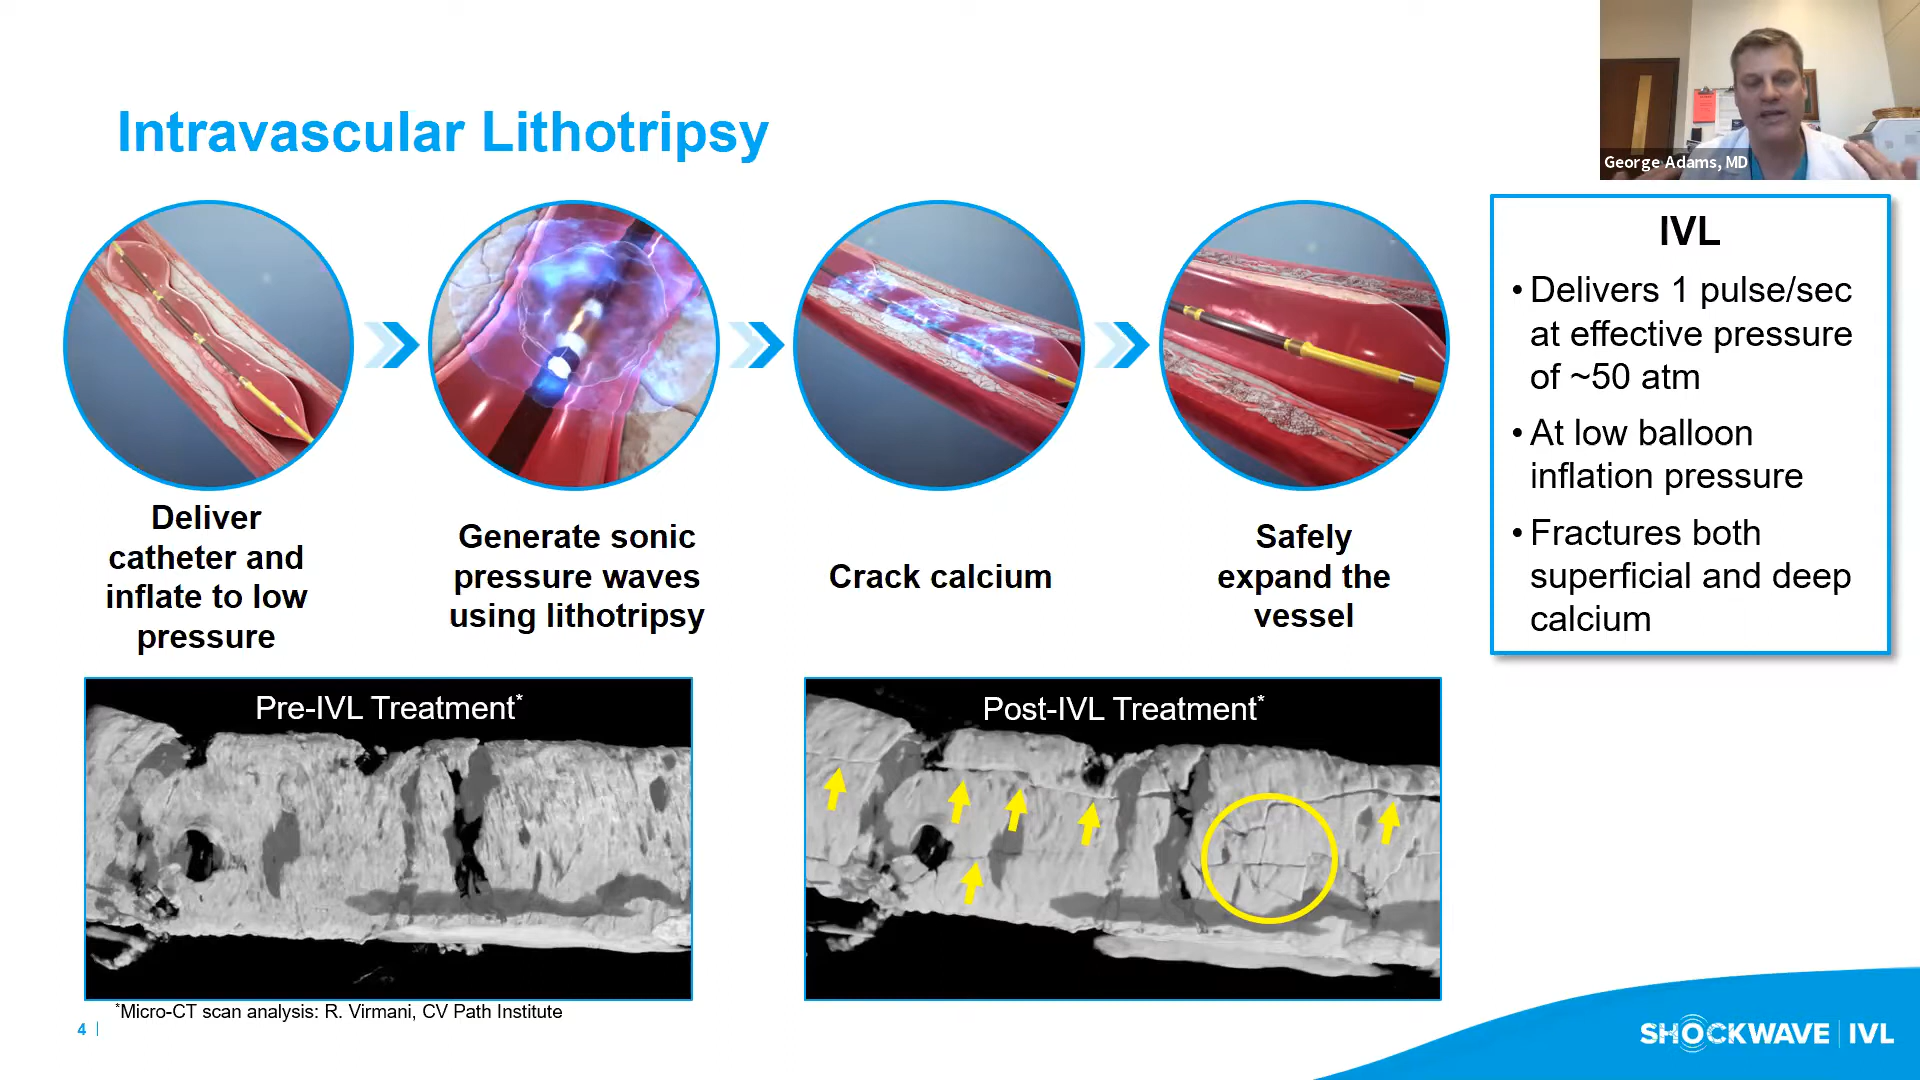 Intravascular Lithotripsy
George Adams, MD
Deliver
catheter and
inflate to low
pressure
Generate sonic
pressure waves
using lithotripsy
Crack calcium
Safely
expand the
vessel
IVL
• Delivers 1 pulse/sec
at effective pressure
of ~50 atm
• At low balloon
inflation pressure
• Fractures both
superficial and deep
calcium
Pre-IVL Treatment*
Post-IVL Treatment*
*Micro-CT scan analysis: R. Virmani, CV Path Institute
4 |
SHOCKWAVE | IVL